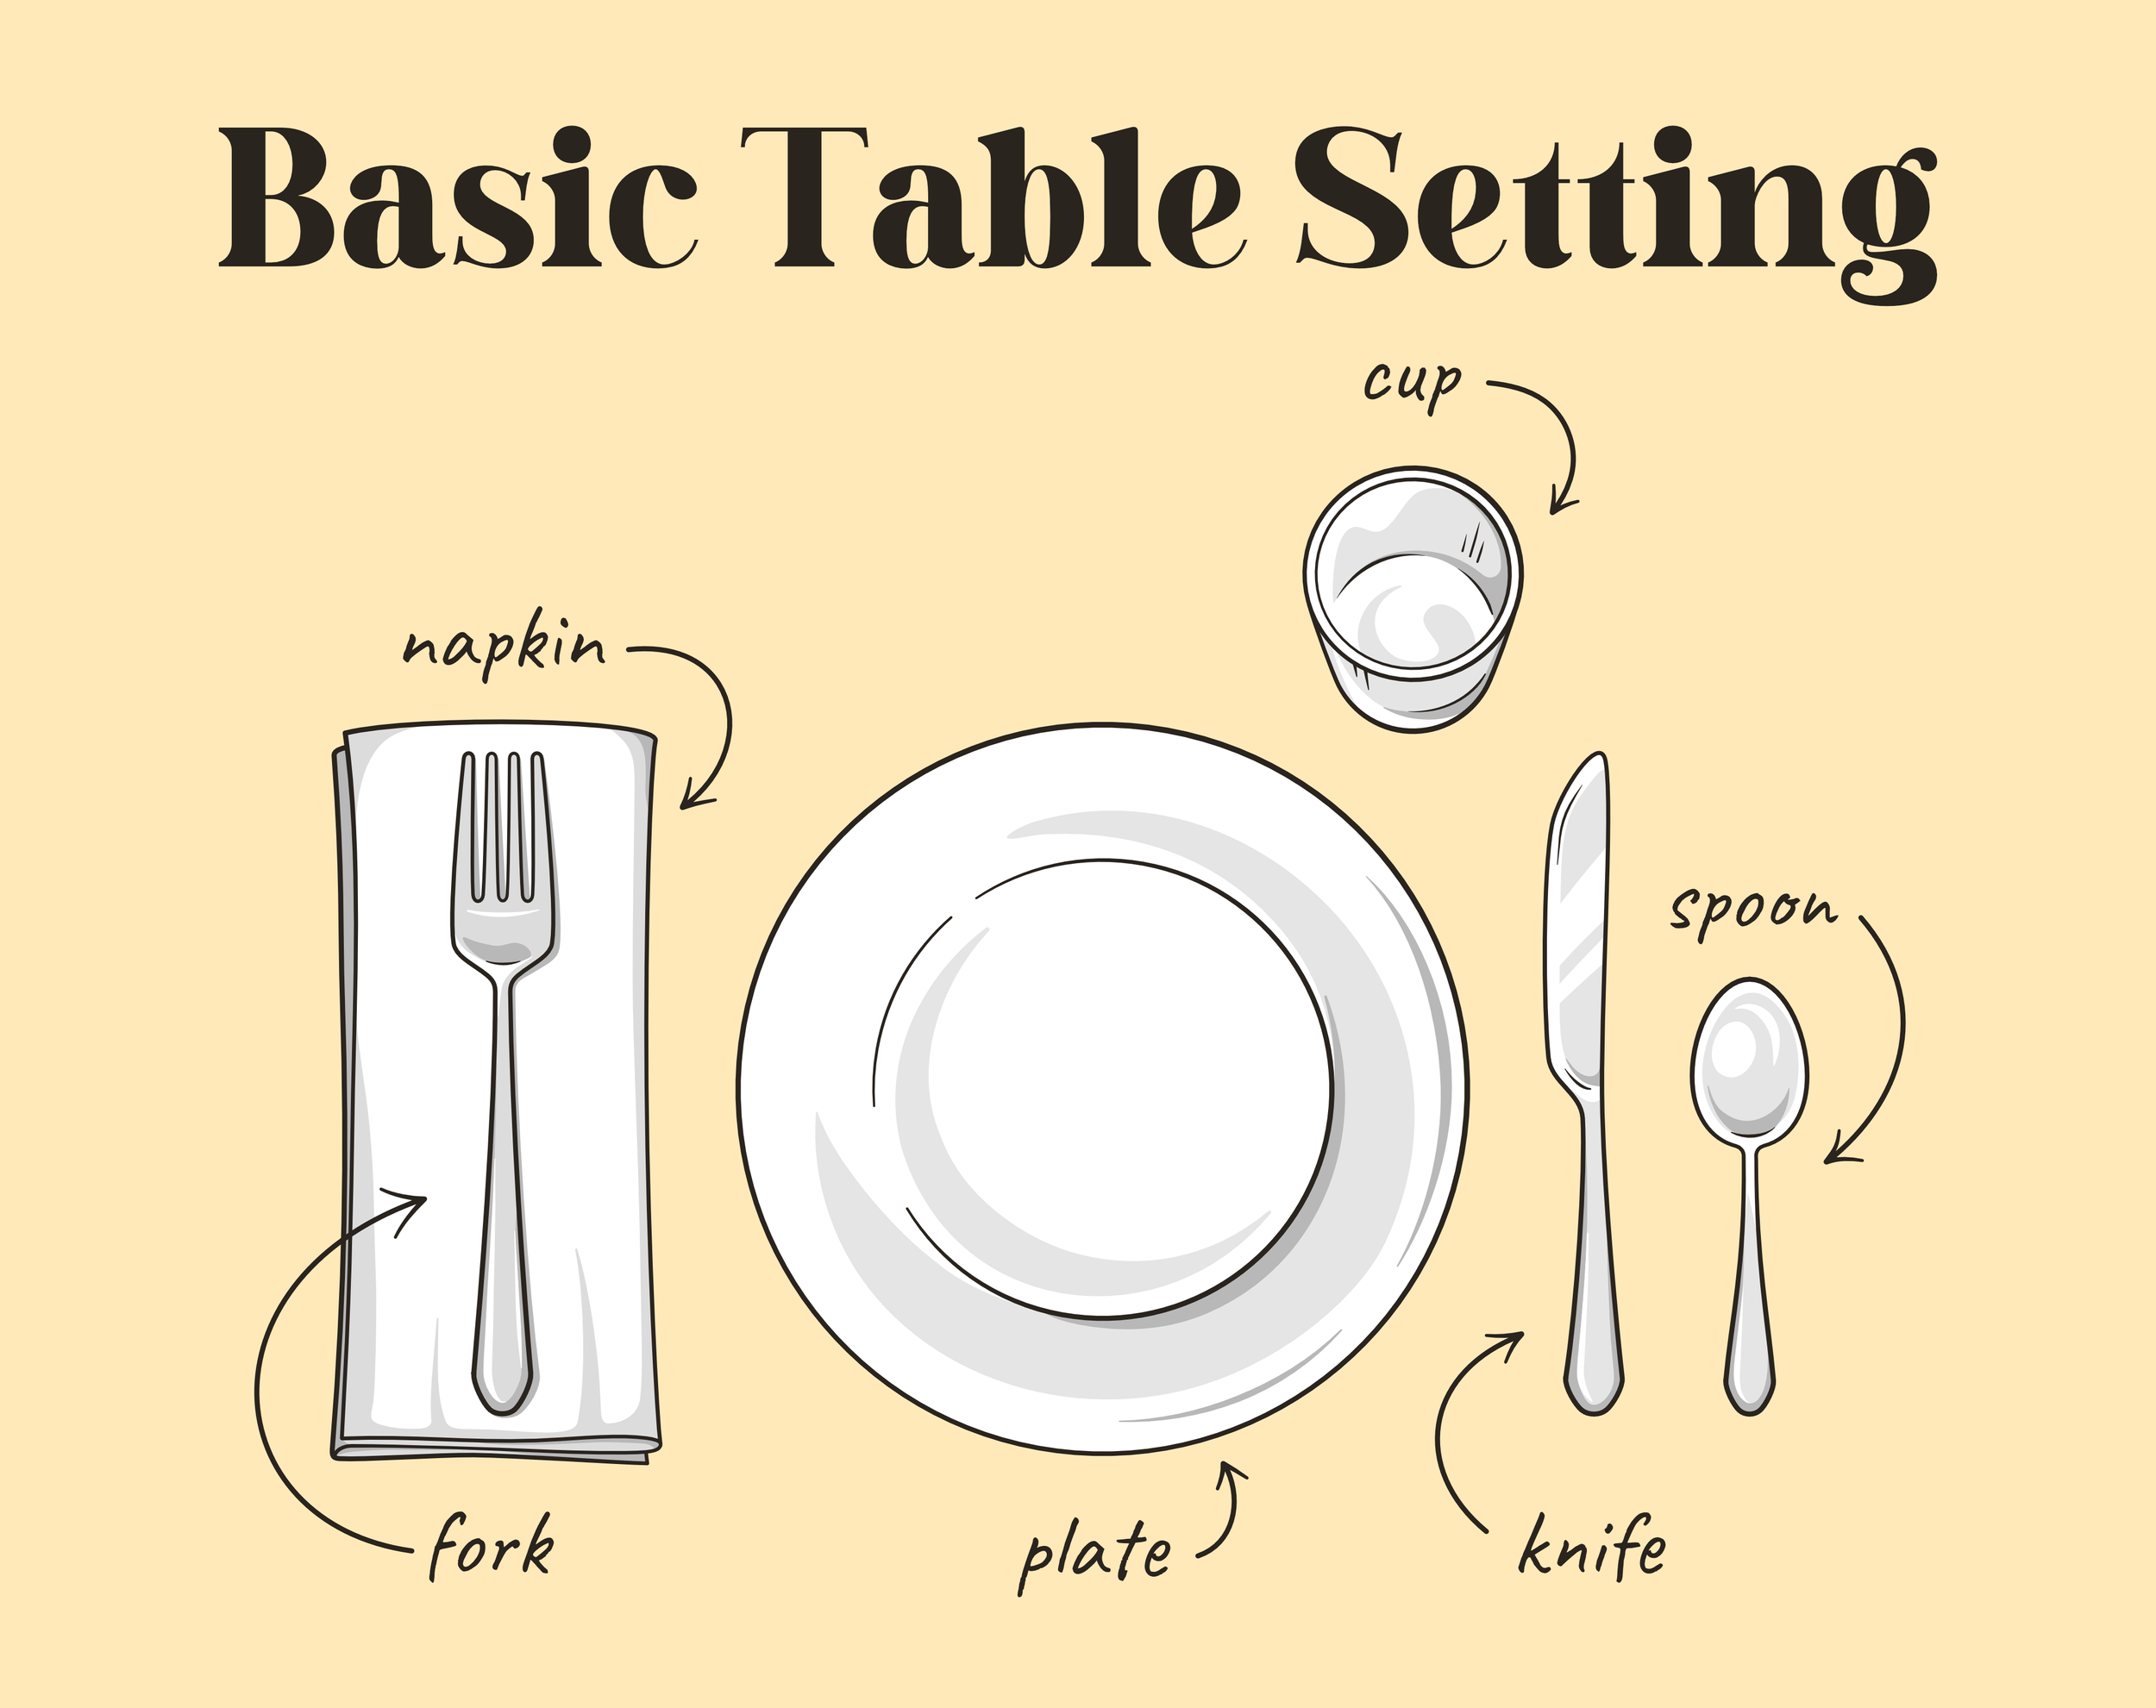 Basic Table Setting
cup
napkin
spoon
fork
plate
knife